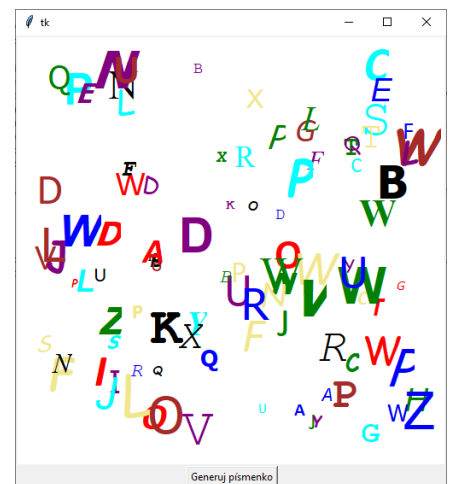 tk
Q P E N N U L B X C E S F
P G L X R P F T Q T C L W B
D W D F W
L V J W D A D K O D P
P L U E P U R W N W V J O Y U W T G
Z S P K X Y Q F R C W P
S N F I J I R Q L O O V
U A J Y A P G W H Z
Generuj písmenko